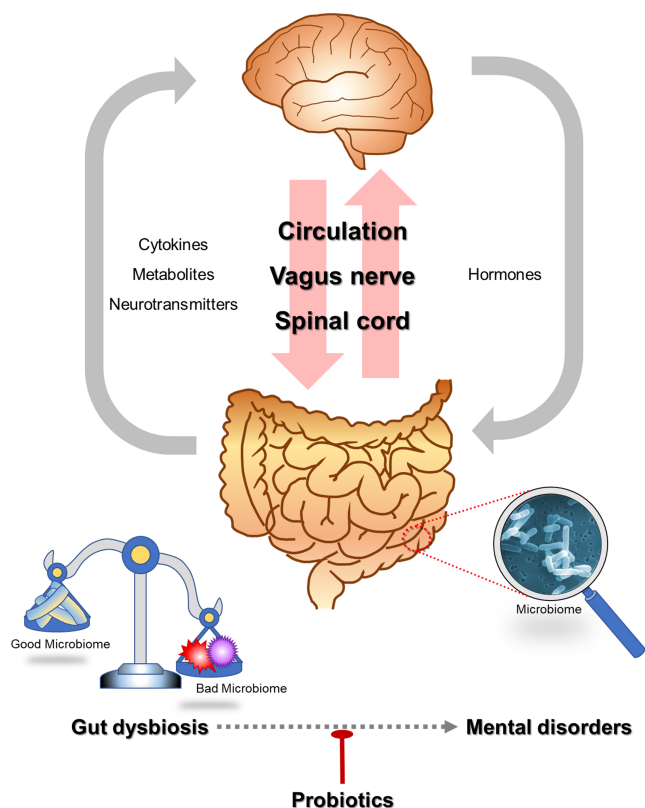 Circulation
Vagus nerve
Spinal cord
Cytokines
Metabolites
Neurotransmitters
Hormones
Microbiome
Good Microbiome
Bad Microbiome
Gut dysbiosis
Mental disorders
Probiotics